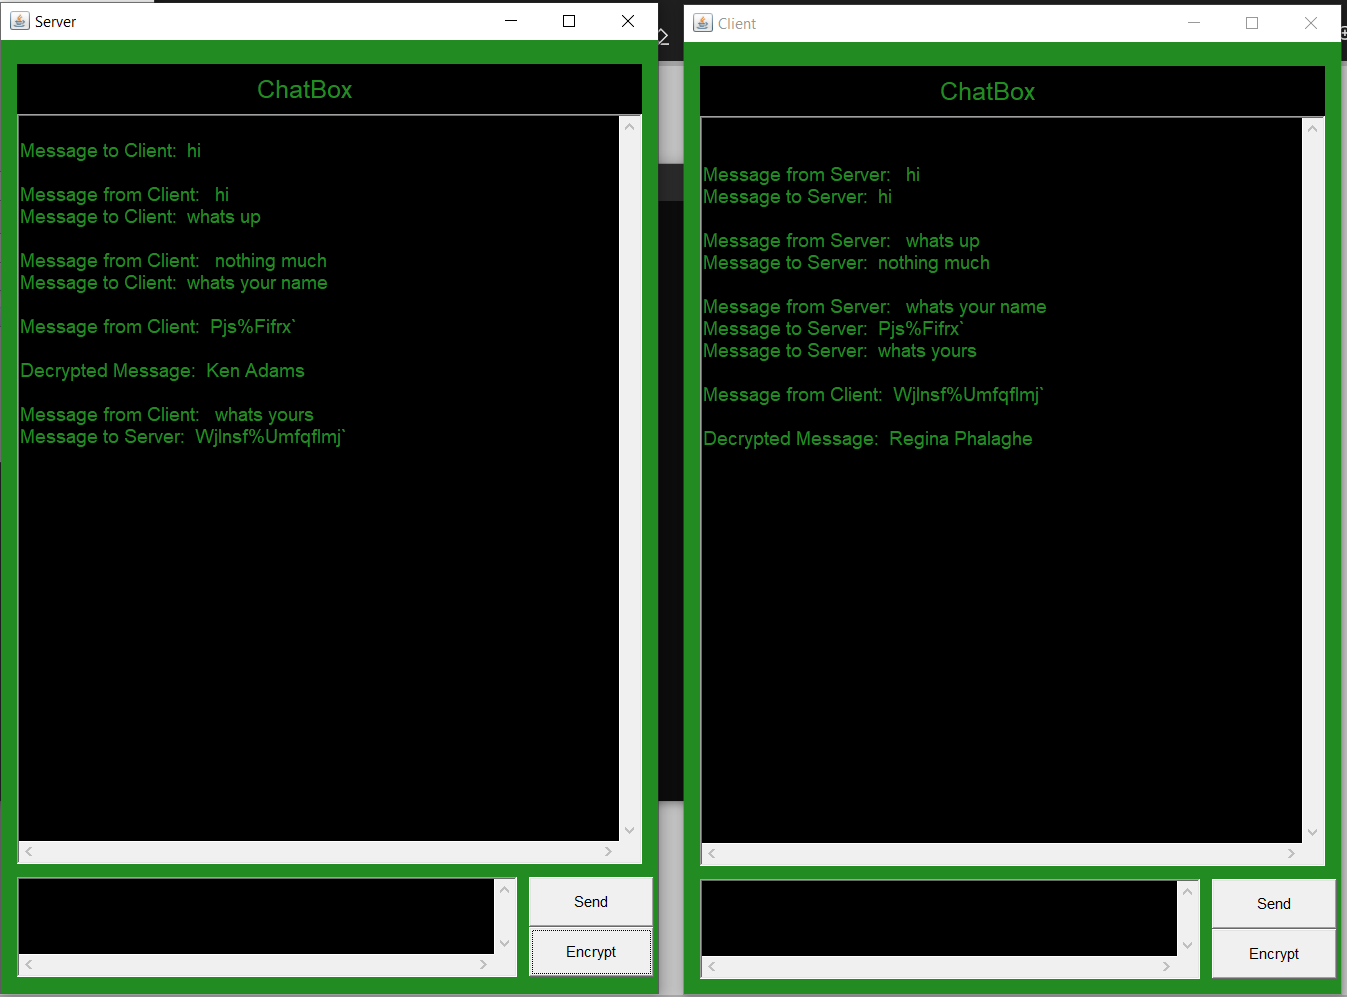 Server
ChatBox
Message to Client:  hi
Message from Client:   hi
Message to Client:  whats up
Message from Client:   nothing much
Message to Client:  whats your name
Message from Client:  Pjs%Fifrx`
Decrypted Message:  Ken Adams
Message from Client:   whats yours
Message to Server:  Wjlnsf%Umfqflmj`
Send
Encrypt
Client
ChatBox
Message from Server:   hi
Message to Server:  hi
Message from Server:   whats up
Message to Server:  nothing much
Message from Server:   whats your name
Message to Server:  Pjs%Fifrx`
Message to Server:  whats yours
Message from Client:  Wjlnsf%Umfqflmj`
Decrypted Message:  Regina Phalaghe
Send
Encrypt